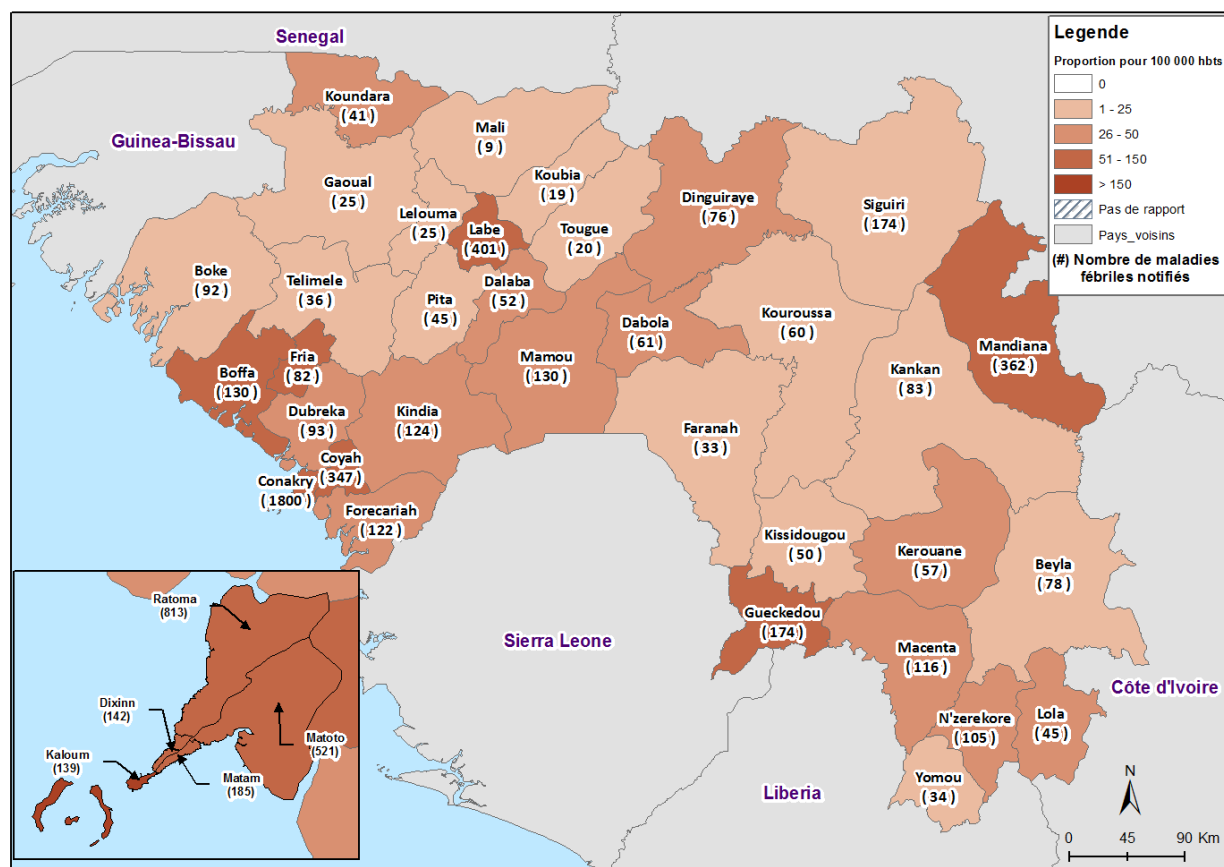 Senegal
Guinea-Bissau
Koundara
(41)
Mali
(9)
Gaoual
(25)
Koubia
(19)
Lelouma
(25)
Labe
(401)
Tougue
(20)
Dinguiraye
(76)
Siguiri
(174)
Boke
(92)
Telimele
(36)
Pita
(45)
Dalaba
(52)
Dabola
(61)
Kouroussa
(60)
Mandiana
(362)
Kankan
(83)
Fria
(82)
Boffa
(130)
Mamou
(130)
Dubreka
(93)
Kindia
(124)
Faranah
(33)
Coyah
(347)
Conakry
(1800)
Forecariah
(122)
Kissidougou
(50)
Kerouane
(57)
Beyla
(78)
Gueckedou
(174)
Macenta
(116)
N'zerekore
(105)
Lola
(45)
Yomou
(34)
Sierra Leone
Liberia
Côte d'Ivoire
Legende
Proportion pour 100 000 hbts
0
1 - 25
26 - 50
51 - 150
> 150
Pas de rapport
Pays_voisins
(#) Nombre de maladies
fébriles notifiés
Ratoma
(813)
Dixinn
(142)
Kaloum
(139)
Matam
(185)
Matoto
(521)
N
0 45 90 Km